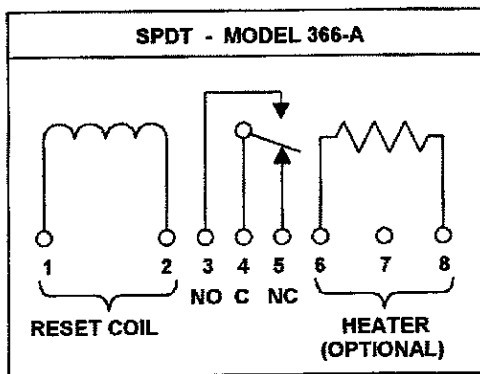 SPDT - MODEL 366-A
1 2 3 4 5 6 7 8
NO C NC
RESET COIL
HEATER
(OPTIONAL)